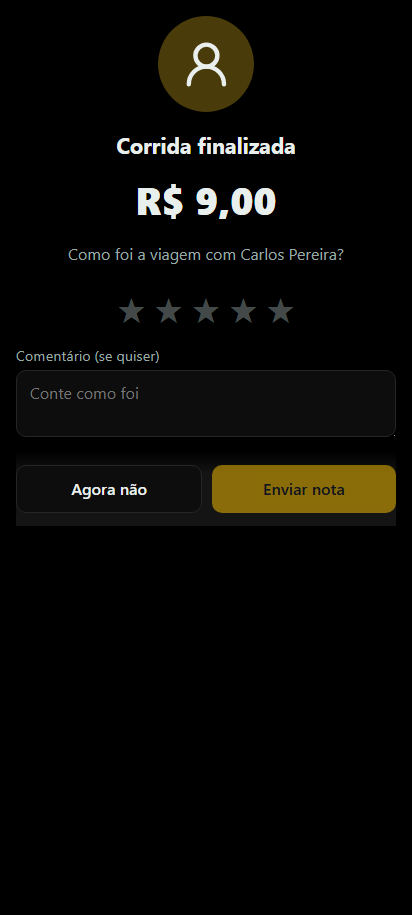 Corrida finalizada
R$ 9,00
Como foi a viagem com Carlos Pereira?
Comentário (se quiser)
Conte como foi
Agora não
Enviar nota